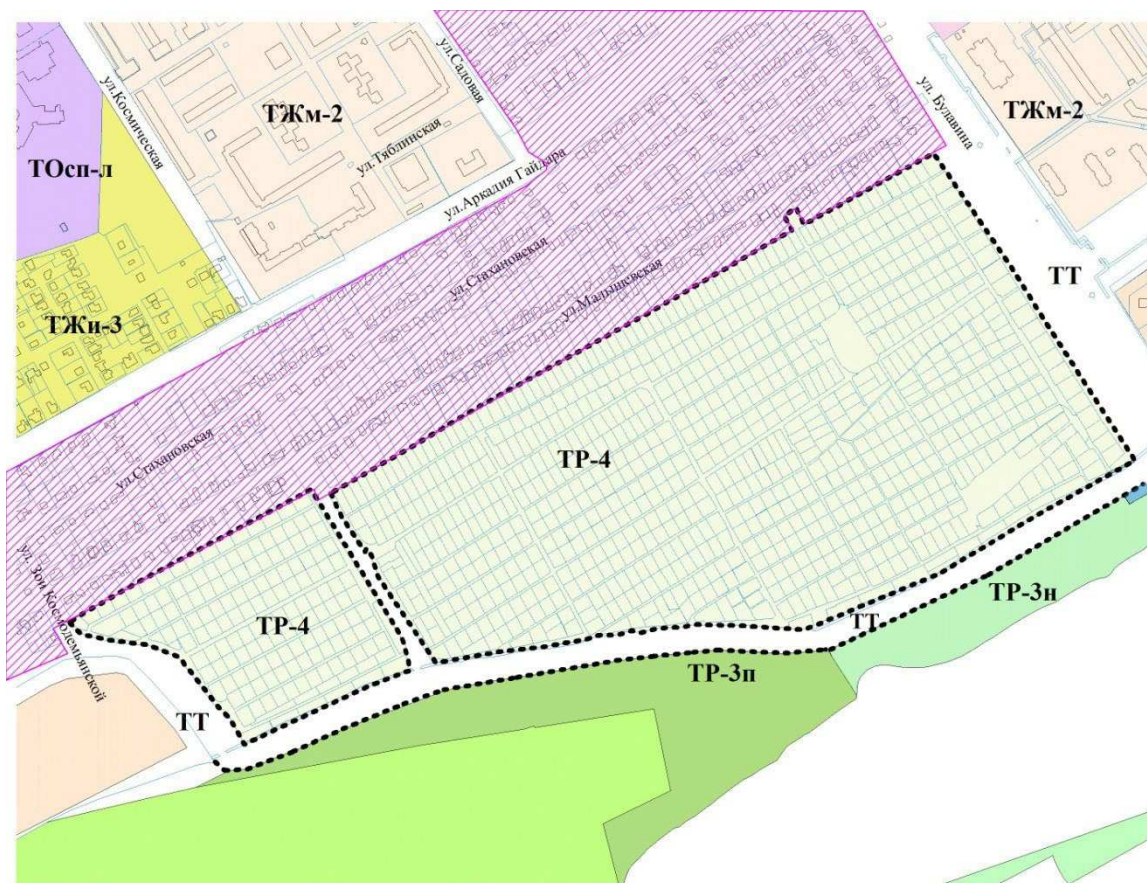 ул.Космическая
ул.Садовая
ТЖм-2
ул. Булавина
ТЖм-2
ул.Тяблинская
ТОсп-л
ул.Аркадия Гайдара
ул.Стахановская
ТТ
ул.Малышевская
ТЖи-3
ул.Стахановская
ТР-4
ул. Зои Космодемьянской
ТР-4
ТР-3н
ТТ
ТР-3п
ТТ